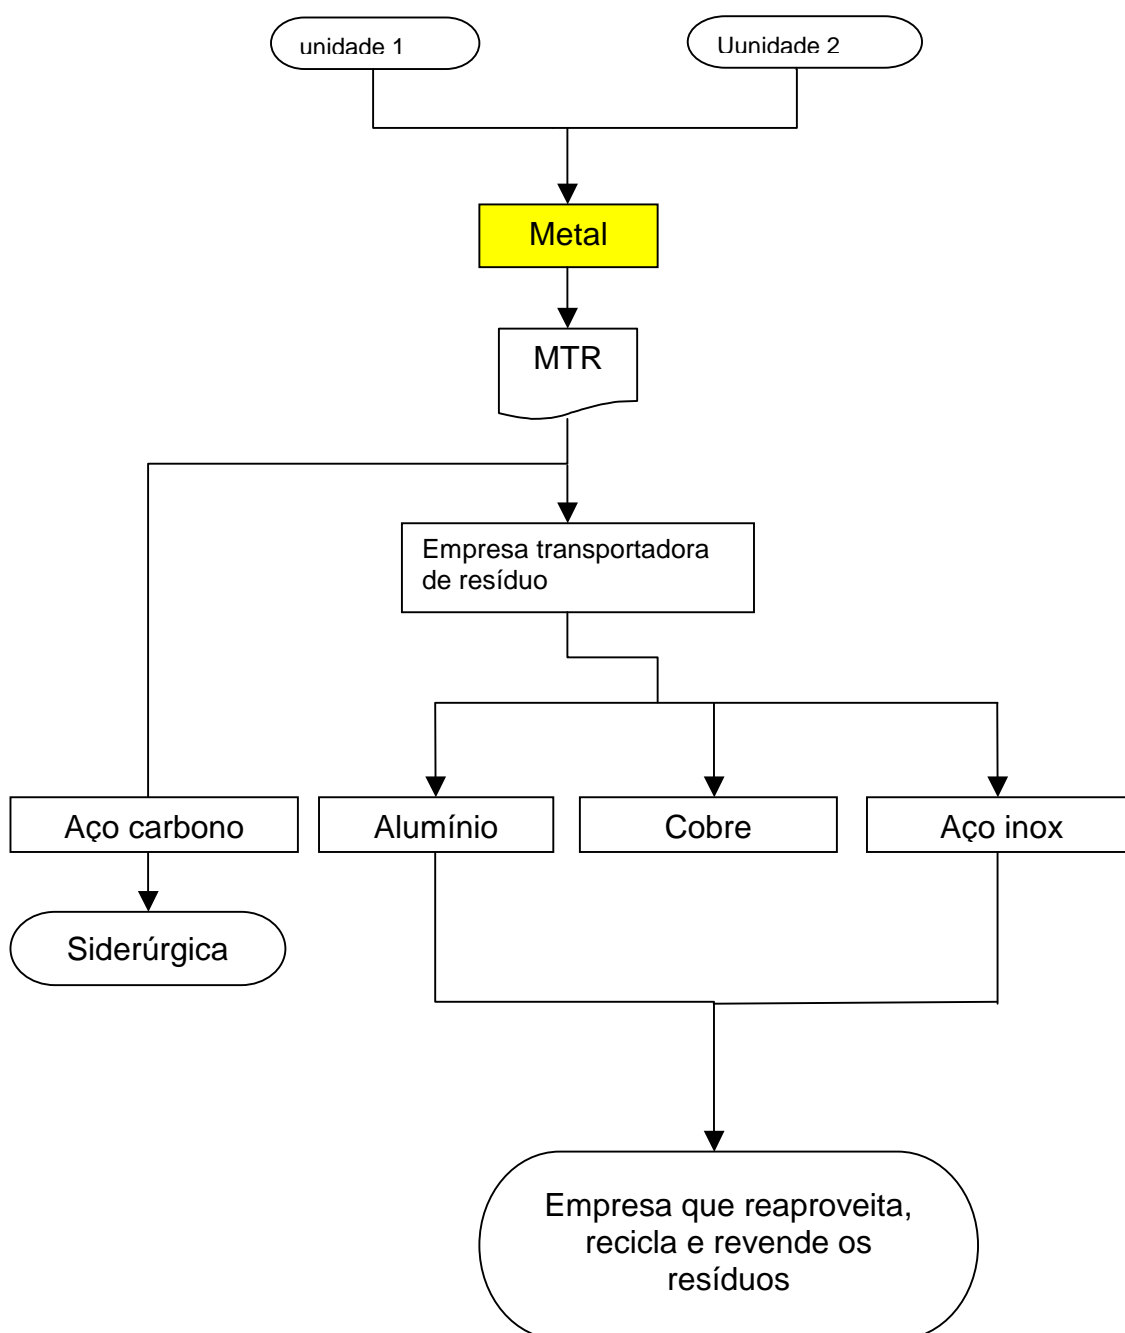 unidade 1
Uunidade 2
Metal
MTR
Empresa transportadora
de resíduo
Aço carbono
Alumínio
Cobre
Aço inox
Siderúrgica
Empresa que reaproveita,
recicla e revende os
resíduos